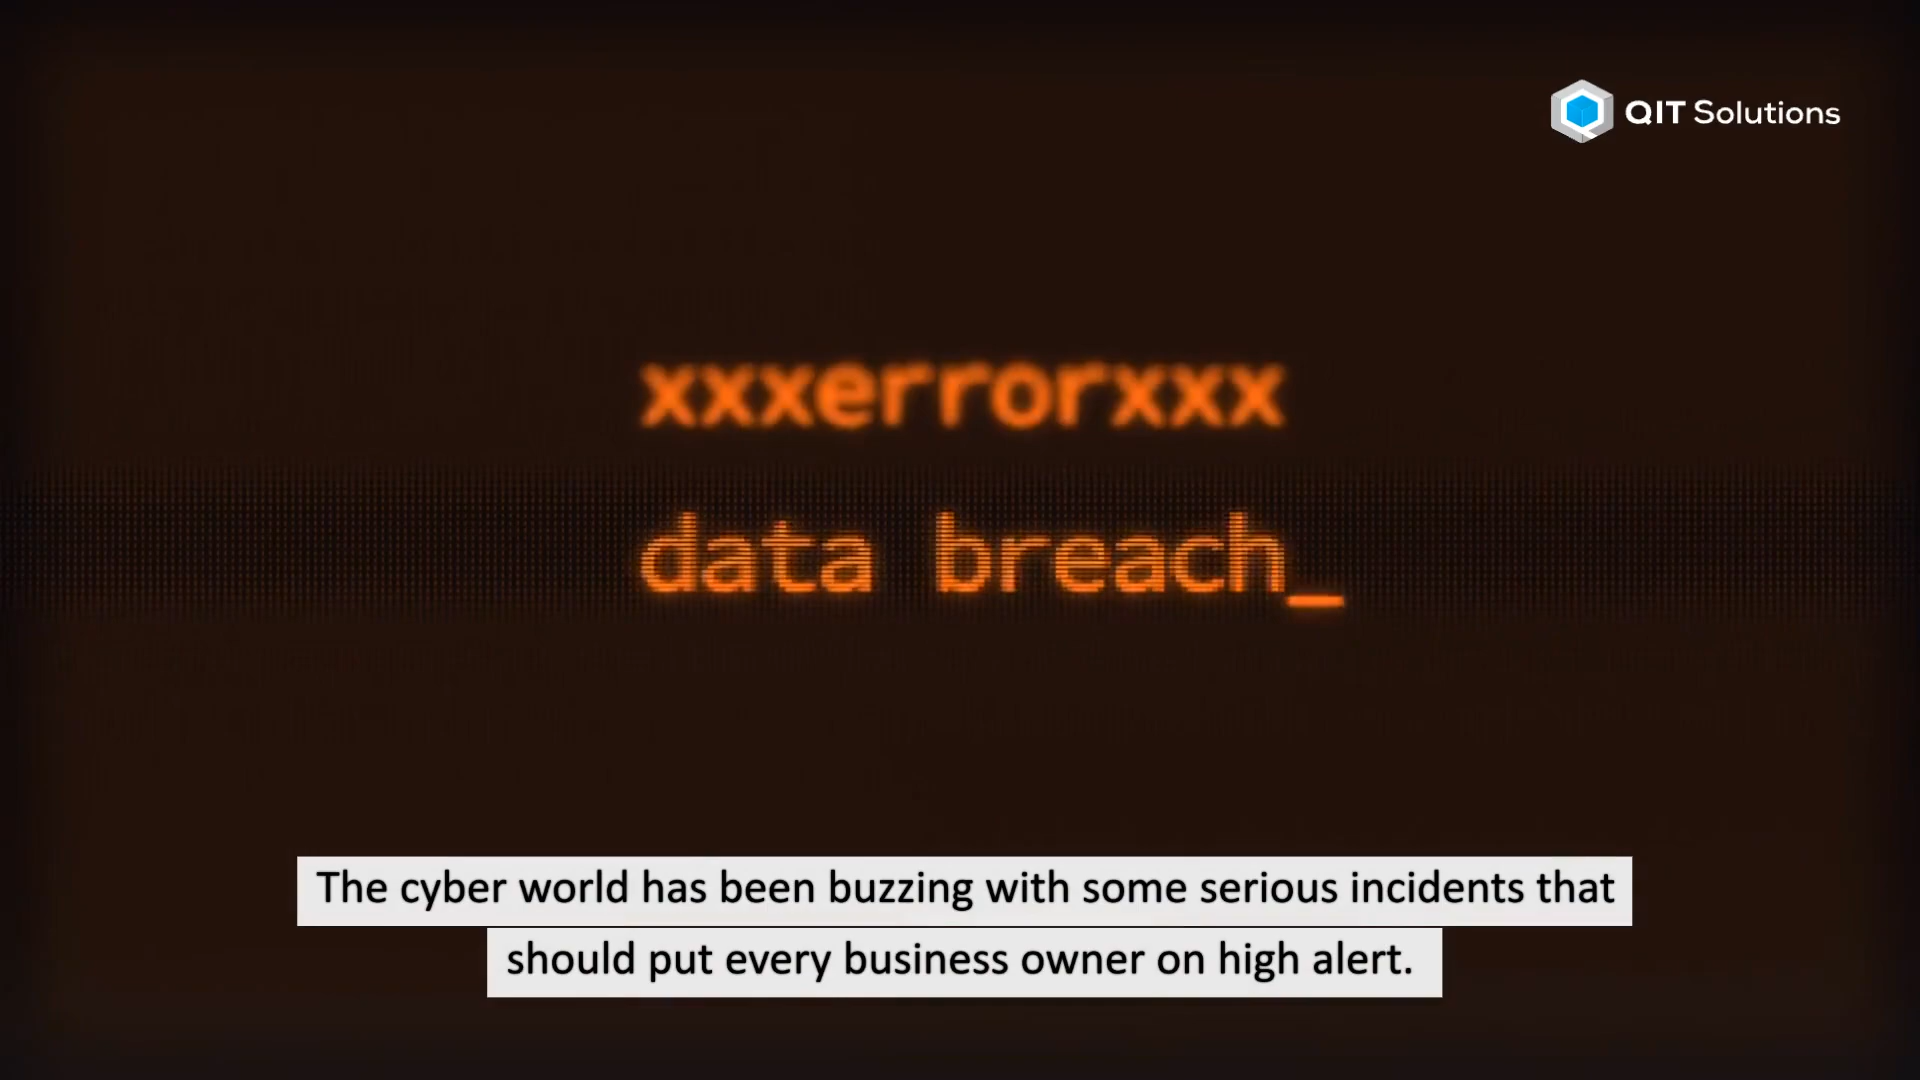 QIT Solutions
xxxerrorxxx
data breach_
The cyber world has been buzzing with some serious incidents that
should put every business owner on high alert.